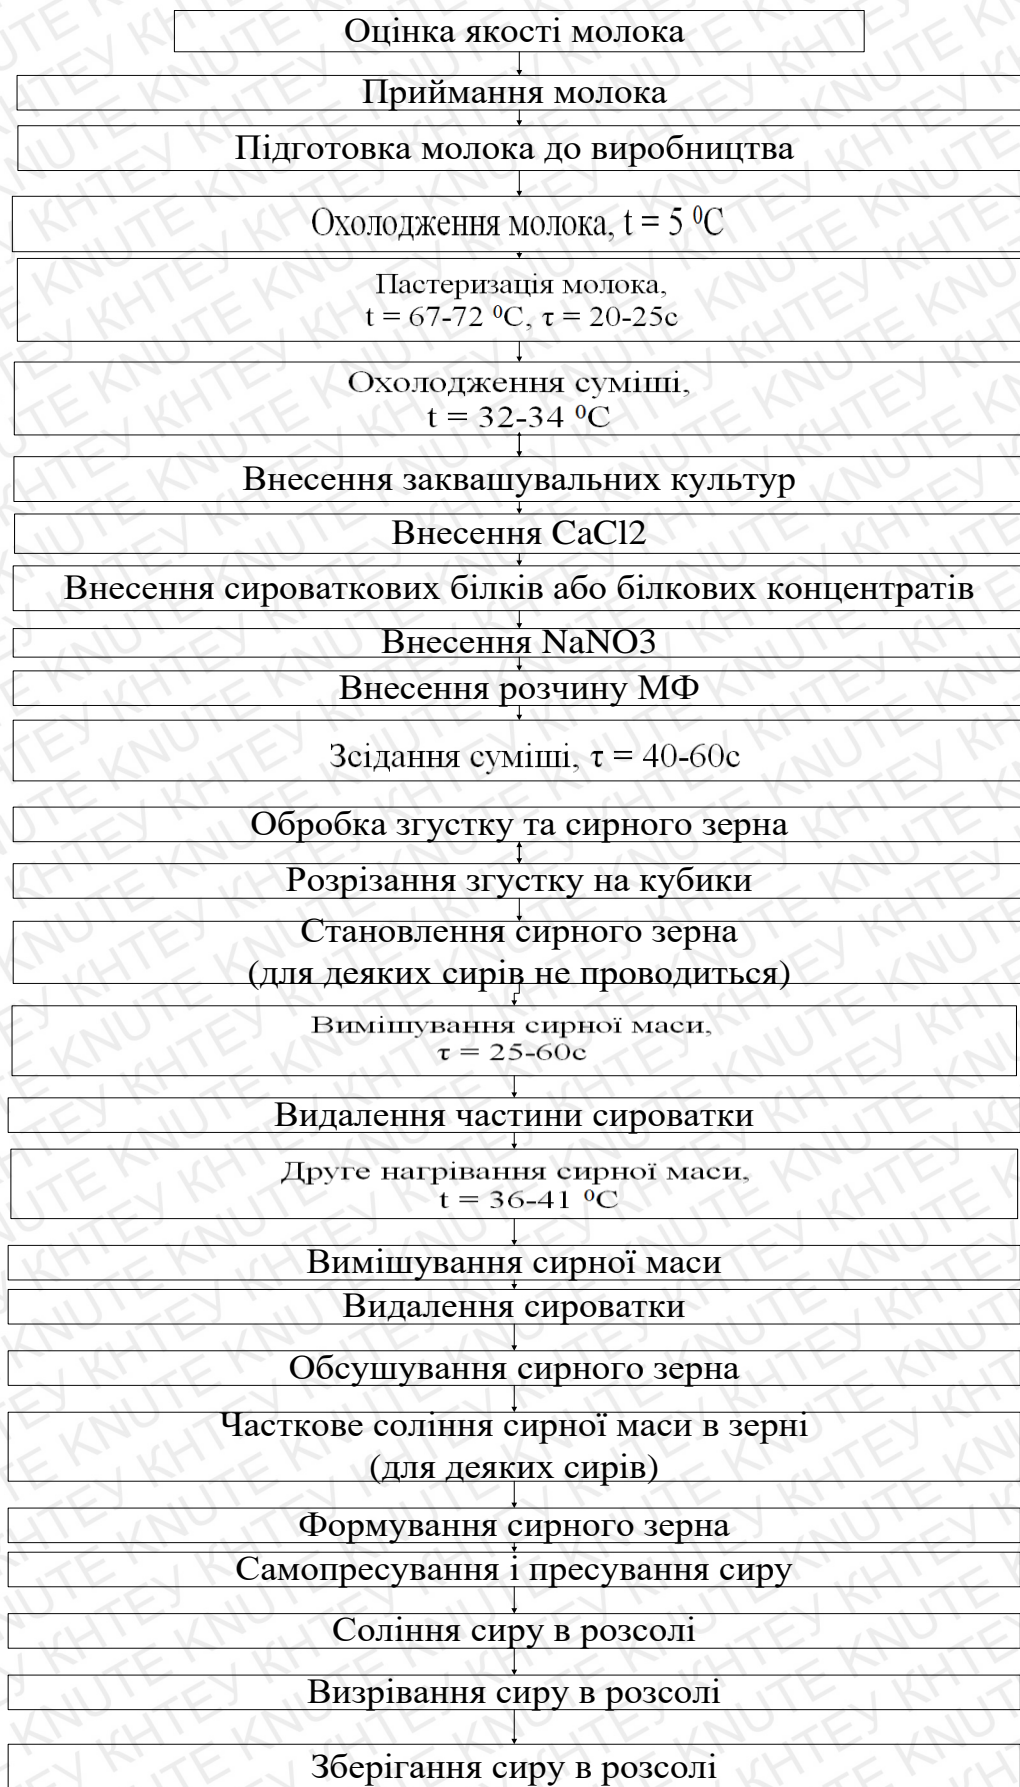 Оцінка якості молока
Приймання молока
Підготовка молока до виробництва
Охолодження молока, t = 5 ⁰C
Пастеризація молока,
t = 67-72 ⁰C, τ = 20-25с
Охолодження суміші,
t = 32-34 ⁰C
Внесення заквашувальних культур
Внесення CaCl2
Внесення сироваткових білків або білкових концентратів
Внесення NaNO3
Внесення розчину МФ
Зсідання суміші, τ = 40-60с
Обробка згустку та сирного зерна
Розрізання згустку на кубики
Становлення сирного зерна
(для деяких сирів не проводиться)
Вимішування сирної маси,
τ = 25-60с
Видалення частини сироватки
Друге нагрівання сирної маси,
t = 36-41 ⁰C
Вимішування сирної маси
Видалення сироватки
Обсушування сирного зерна
Часткове соління сирної маси в зерні
(для деяких сирів)
Формування сирного зерна
Самопресування і пресування сиру
Соління сиру в розсолі
Визрівання сиру в розсолі
Зберігання сиру в розсолі